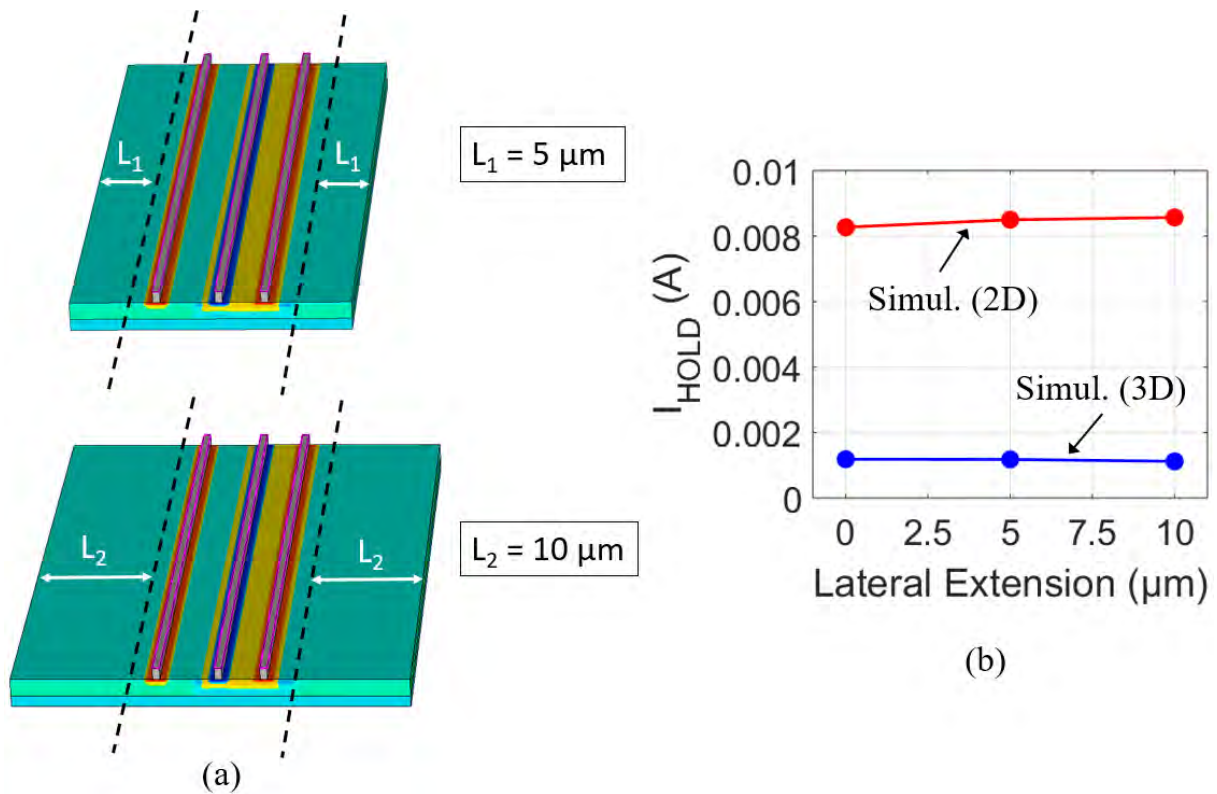 L₁
L₁
L₁ = 5 µm
L₂
L₂
L₂ = 10 µm
(a)
0.01
0.008
0.006
0.004
0.002
0
I_HOLD (A)
Simul. (2D)
Simul. (3D)
0 2.5 5 7.5 10
Lateral Extension (µm)
(b)